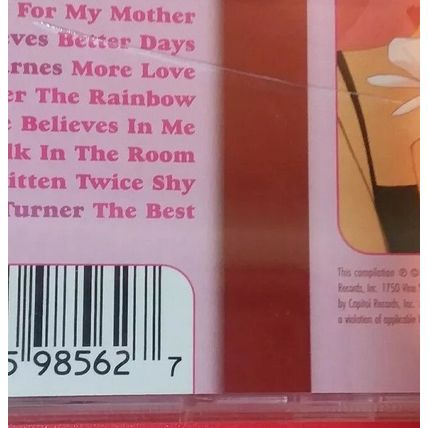 For My Mother
eves Better Days
arnes More Love
er The Rainbow
e Believes In Me
lk In The Room
itten Twice Shy
Turner The Best
5 98562 7
This compilation ℗ ©
Records, Inc. 1750 Vine
by Capitol Records, Inc.
a violation of applicable